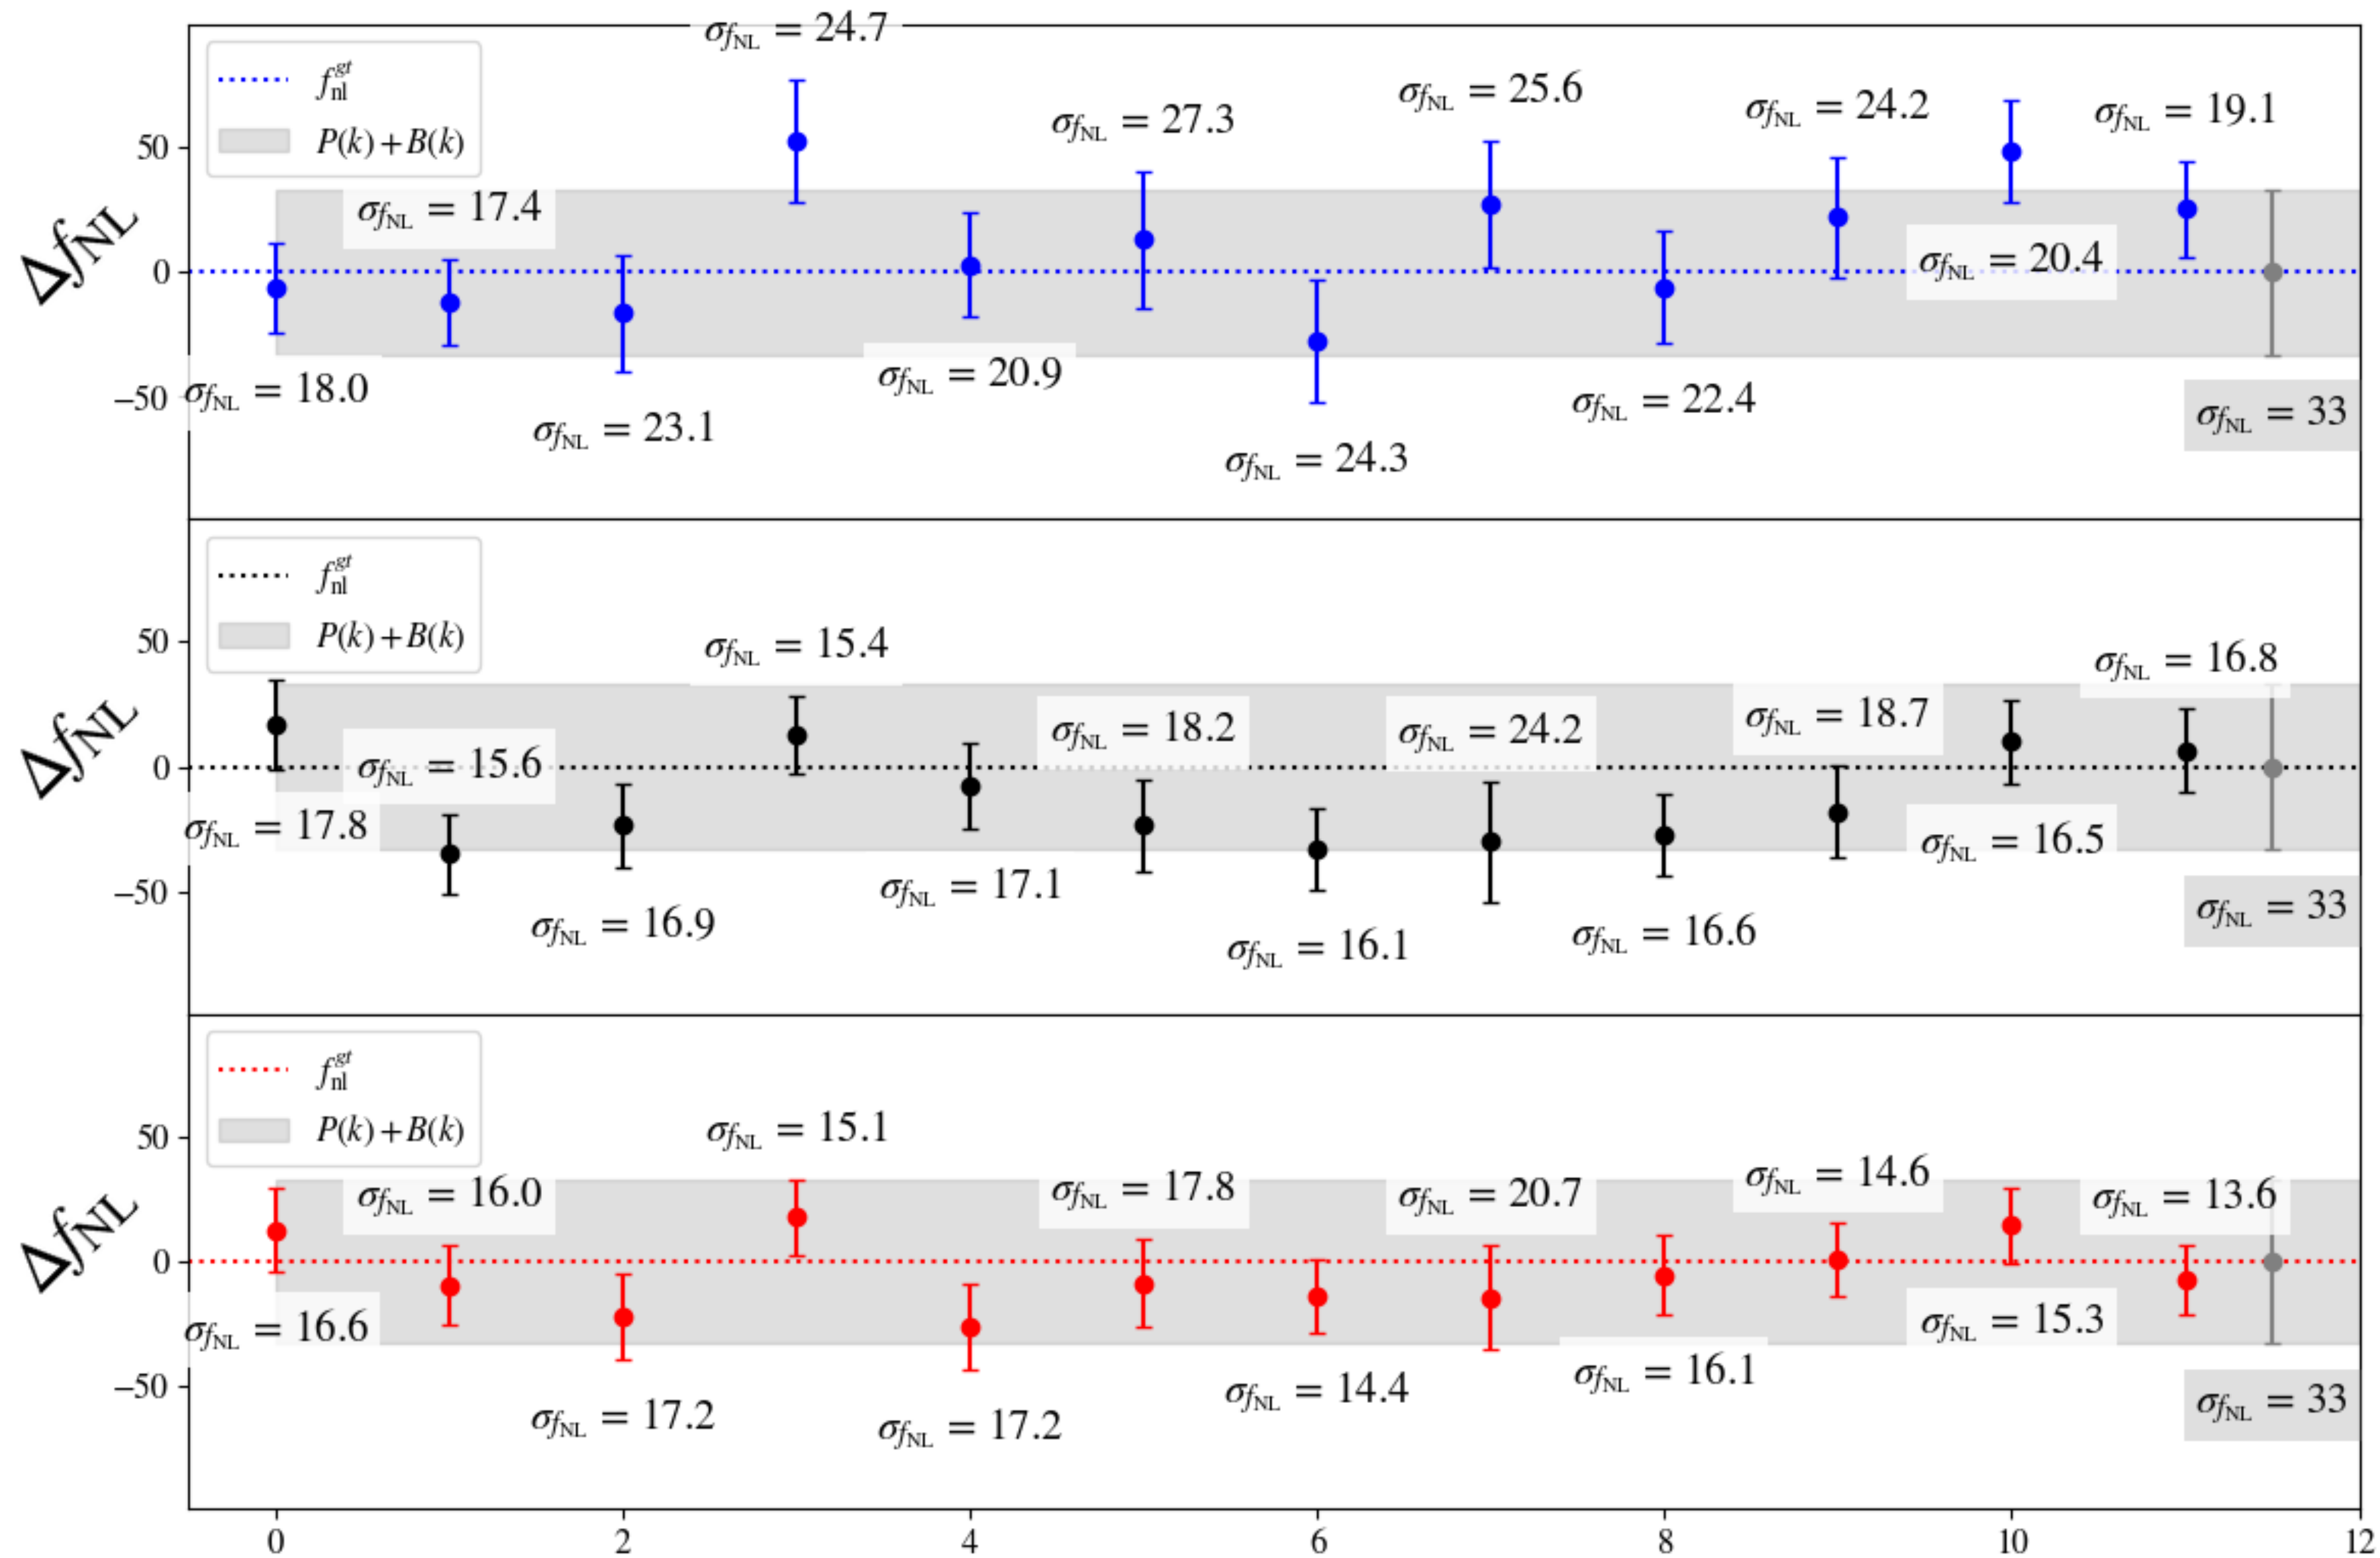 σ_fNL = 24.7
f_nl^gt
P(k)+B(k)
σ_fNL = 25.6
σ_fNL = 27.3
σ_fNL = 24.2
σ_fNL = 19.1
50
σ_fNL = 17.4
Δf_NL
0
σ_fNL = 20.4
σ_fNL = 20.9
−50
σ_fNL = 18.0
σ_fNL = 22.4
σ_fNL = 33
σ_fNL = 23.1
σ_fNL = 24.3
f_nl^gt
P(k)+B(k)
50
σ_fNL = 15.4
σ_fNL = 16.8
σ_fNL = 18.2
σ_fNL = 24.2
σ_fNL = 18.7
Δf_NL
0
σ_fNL = 15.6
σ_fNL = 17.8
σ_fNL = 16.5
−50
σ_fNL = 17.1
σ_fNL = 33
σ_fNL = 16.9
σ_fNL = 16.1
σ_fNL = 16.6
f_nl^gt
P(k)+B(k)
50
σ_fNL = 15.1
σ_fNL = 16.0
σ_fNL = 17.8
σ_fNL = 20.7
σ_fNL = 14.6
σ_fNL = 13.6
Δf_NL
0
σ_fNL = 16.6
σ_fNL = 15.3
−50
σ_fNL = 14.4
σ_fNL = 16.1
σ_fNL = 33
σ_fNL = 17.2
σ_fNL = 17.2
0 2 4 6 8 10 12